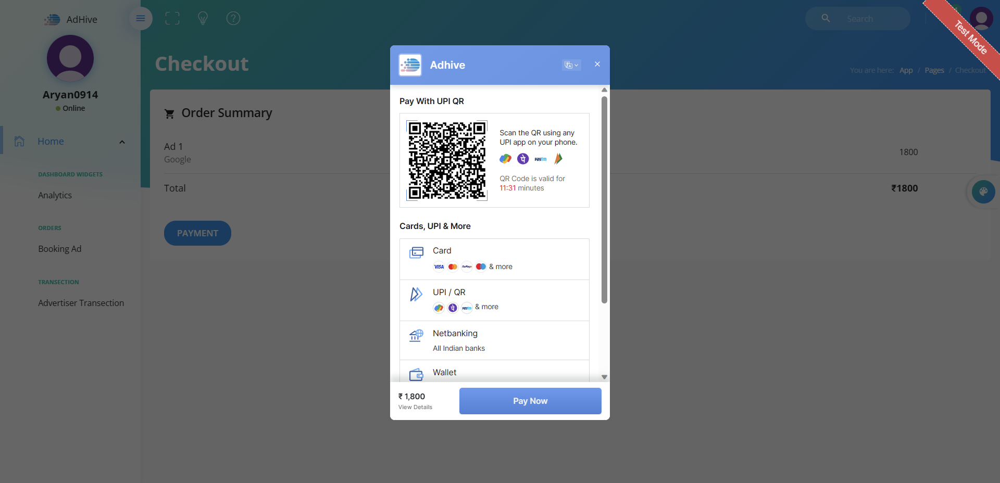 AdHive
Aryan0914
Online
Home
DASHBOARD WIDGETS
Analytics
ORDERS
Booking Ad
TRANSECTION
Advertiser Transection
?
Search
Test Mode
Checkout
You are here: App / Pages / Checkout
Order Summary
Ad 1
Google
1800
Total
₹1800
PAYMENT
Adhive
Pay With UPI QR
Scan the QR using any
UPI app on your phone.
पे
paytm
QR Code is valid for
11:31 minutes
Cards, UPI & More
Card
VISA
RuPay
& more
UPI / QR
पे
paytm
& more
Netbanking
All Indian banks
Wallet
₹ 1,800
View Details
Pay Now